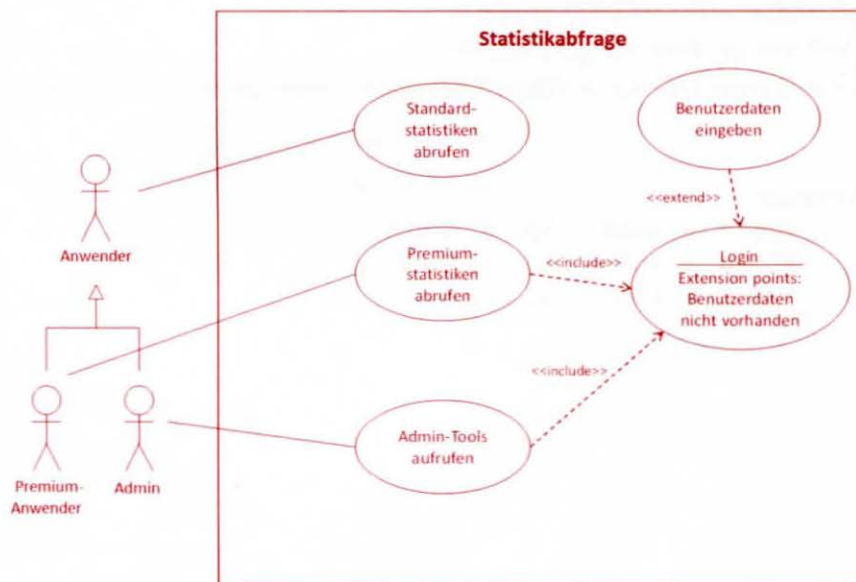 Statistikabfrage
Standard-
statistiken
abrufen
Benutzerdaten
eingeben
<<extend>>
Anwender
Premium-
statistiken
abrufen
<<include>>
Login
Extension points:
Benutzerdaten
nicht vorhanden
<<include>>
Admin-Tools
aufrufen
Premium-
Anwender
Admin